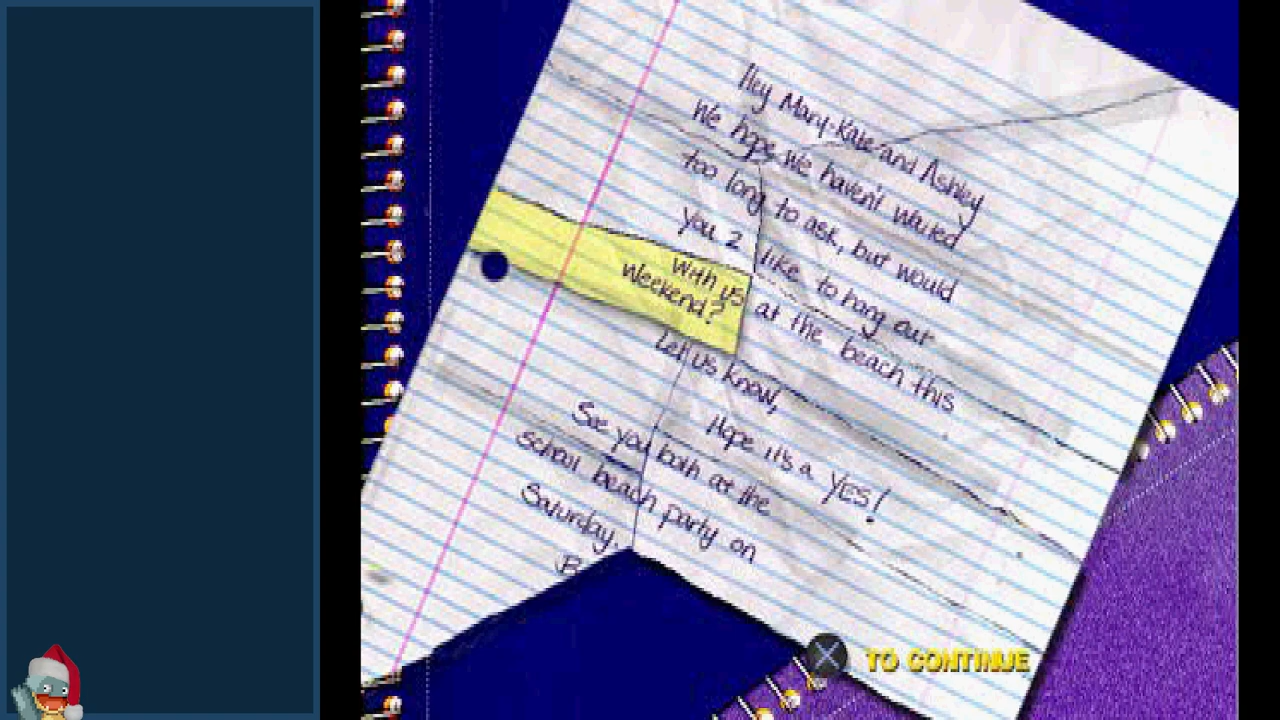 Hey Mary-Kate and Ashley
We hope we haven't waited
too long to ask, but would
you 2 like to hang out
with us at the beach this
weekend?
Let us know,
Hope it's a YES!
See you both at the
school beach party on
Saturday.
B
TO CONTINUE